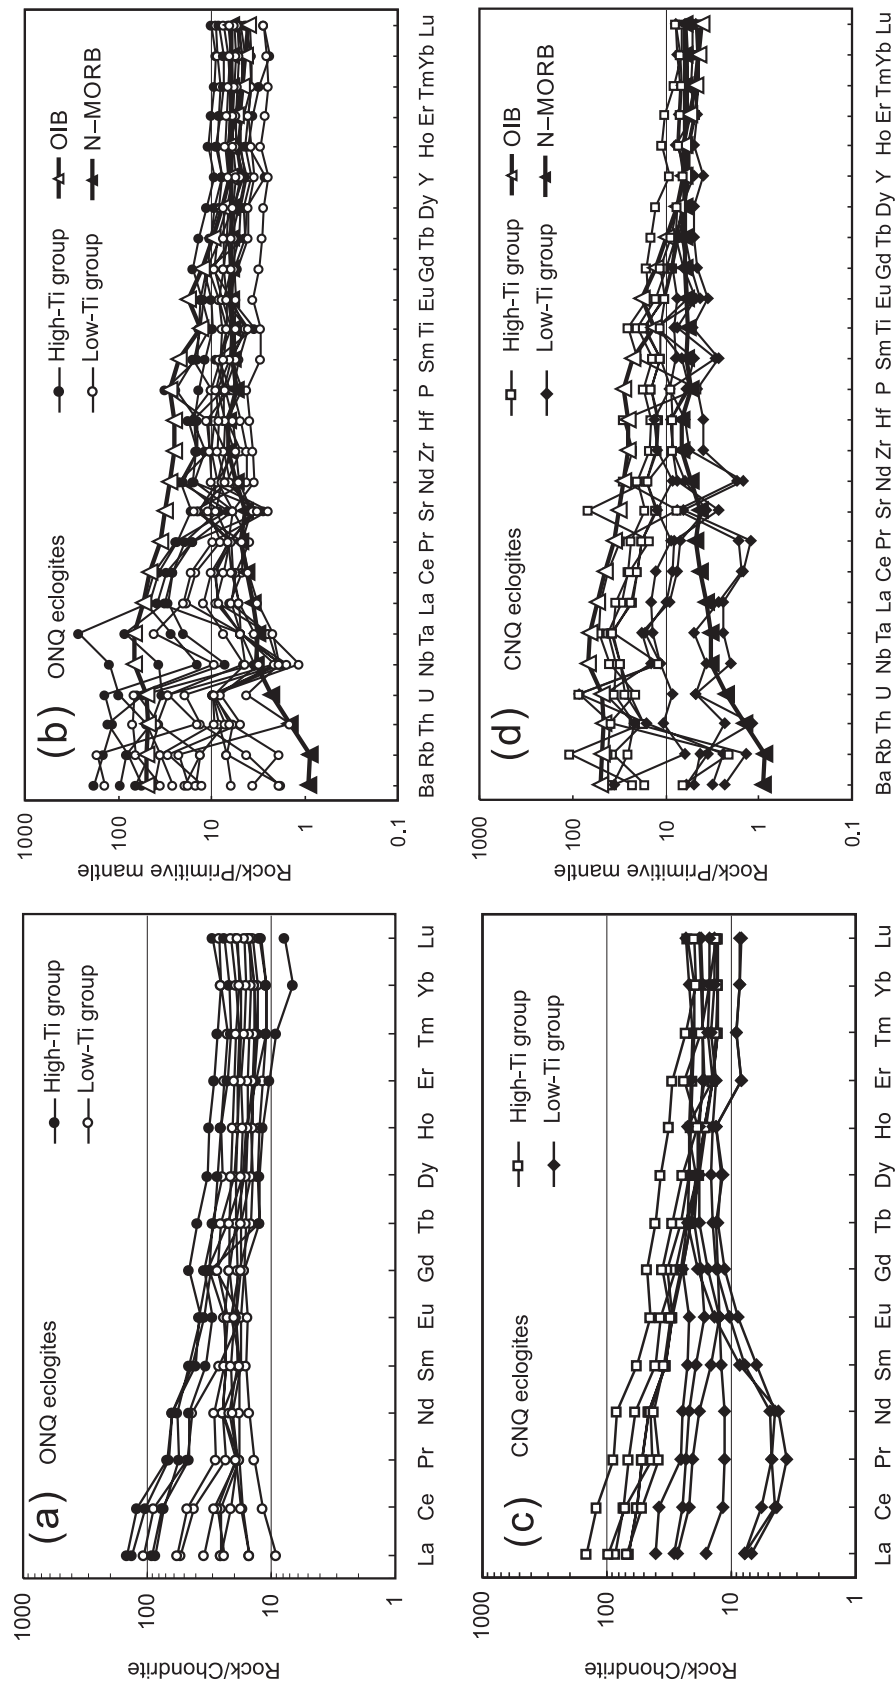 (a)
ONQ eclogites
High-Ti group
Low-Ti group
1000
100
10
1
Rock/Chondrite
La Ce Pr Nd Sm Eu Gd Tb Dy Ho Er Tm Yb Lu
(b)
ONQ eclogites
High-Ti group
Low-Ti group
OIB
N-MORB
1000
100
10
1
0.1
Rock/Primitive mantle
Ba Rb Th U Nb Ta La Ce Pr Sr Nd Zr Hf P Sm Ti Eu Gd Tb Dy Y Ho Er Tm Yb Lu
(c)
CNQ eclogites
High-Ti group
Low-Ti group
1000
100
10
1
Rock/Chondrite
La Ce Pr Nd Sm Eu Gd Tb Dy Ho Er Tm Yb Lu
(d)
CNQ eclogites
High-Ti group
Low-Ti group
OIB
N-MORB
1000
100
10
1
0.1
Rock/Primitive mantle
Ba Rb Th U Nb Ta La Ce Pr Sr Nd Zr Hf P Sm Ti Eu Gd Tb Dy Y Ho Er Tm Yb Lu